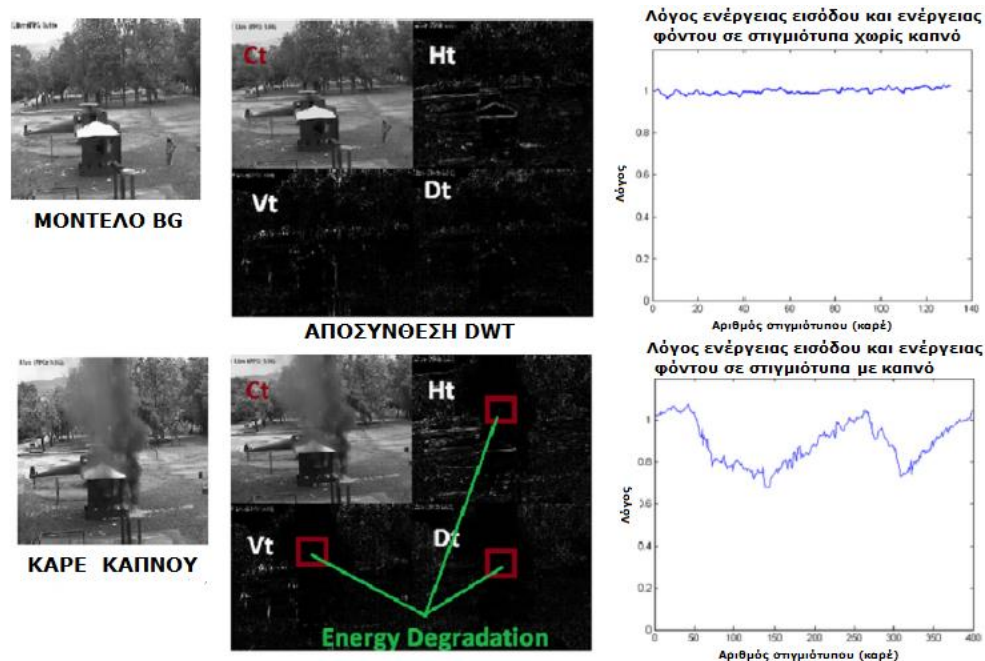 Λόγος ενέργειας εισόδου και ενέργειας
φόντου σε στιγμιότυπα χωρίς καπνό
Ct
Ht
Vt
Dt
ΜΟΝΤΕΛΟ BG
ΑΠΟΣΥΝΘΕΣΗ DWT
Λόγος
1
0.8
0.6
0.4
0.2
0
0 20 40 60 80 100 120 140
Αριθμός στιγμιότυπου (καρέ)
Λόγος ενέργειας εισόδου και ενέργειας
φόντου σε στιγμιότυπα με καπνό
Ct
Ht
Vt
Dt
Energy Degradation
ΚΑΡΕ ΚΑΠΝΟΥ
Λόγος
1
0.8
0.6
0.4
0.2
0
0 50 100 150 200 250 300 350 400
Αριθμός στιγμιότυπου (καρέ)